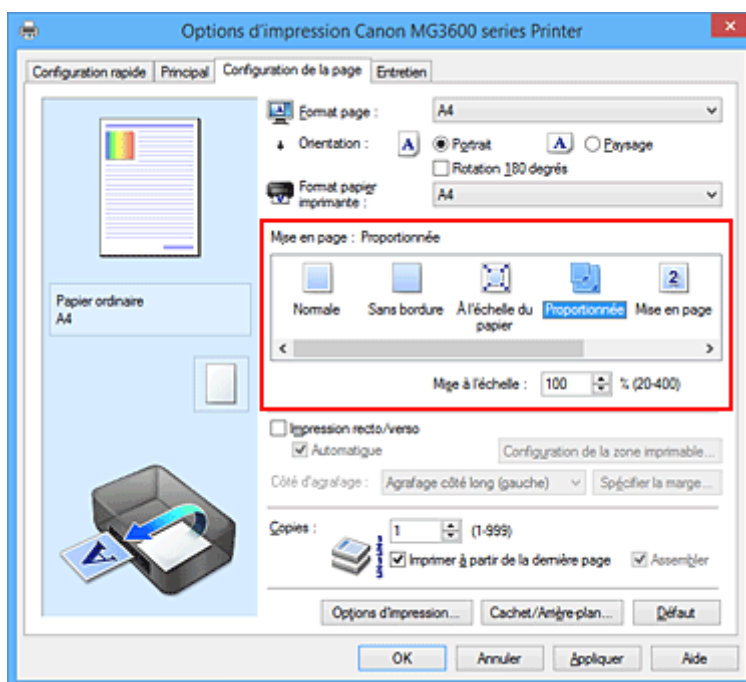 Options d'impression Canon MG3600 series Printer
Configuration rapide Principal Configuration de la page Entretien
Format page : A4
Orientation : A Portrait A Paysage
Rotation 180 degrés
Format papier
imprimante : A4
Mise en page : Proportionnée
2
Normale Sans bordure À l'échelle du
papier Proportionnée Mise en page
Mise à l'échelle : 100 % (20-400)
Papier ordinaire
A4
Impression recto/verso
Automatique Configuration de la zone imprimable...
Côté d'agrafage : Agrafage côté long (gauche) Spécifier la marge...
Copies : 1 (1-999)
Imprimer à partir de la dernière page Assembler
A
Options d'impression... Cachet/Arrière-plan... Défaut
OK Annuler Appliquer Aide